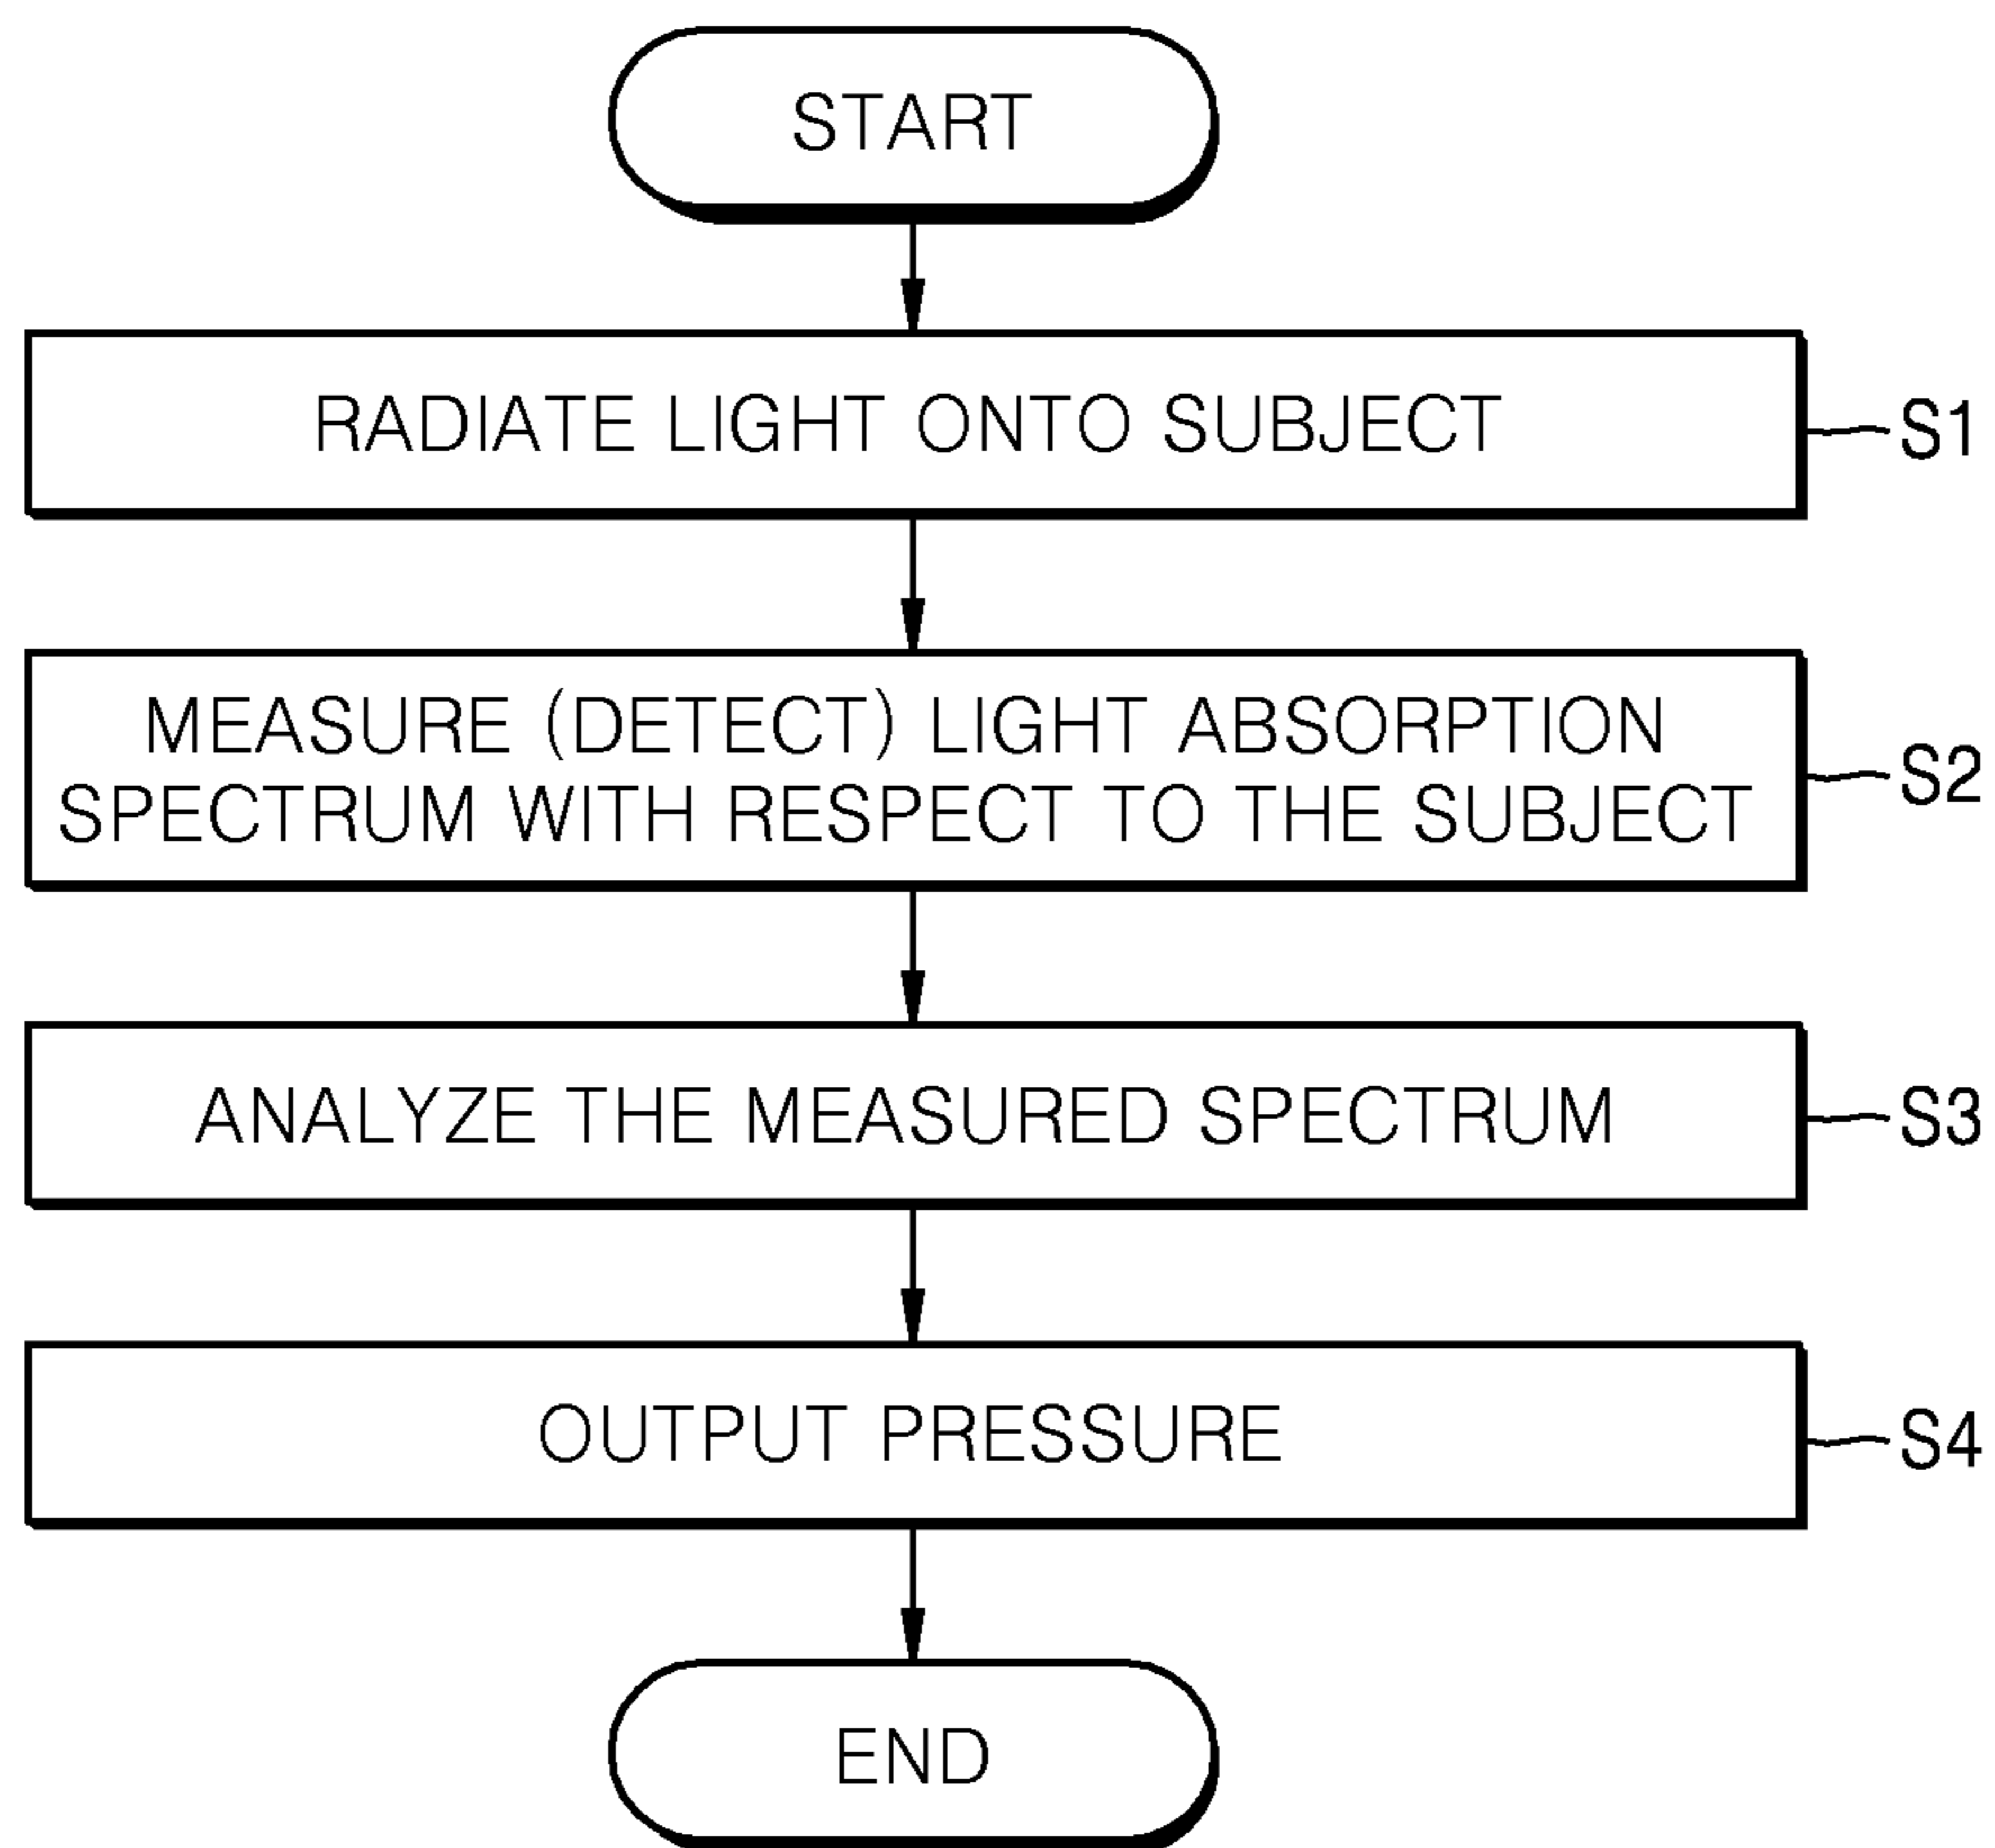 START
RADIATE LIGHT ONTO SUBJECT
S1
MEASURE (DETECT) LIGHT ABSORPTION
SPECTRUM WITH RESPECT TO THE SUBJECT
S2
ANALYZE THE MEASURED SPECTRUM
S3
OUTPUT PRESSURE
S4
END